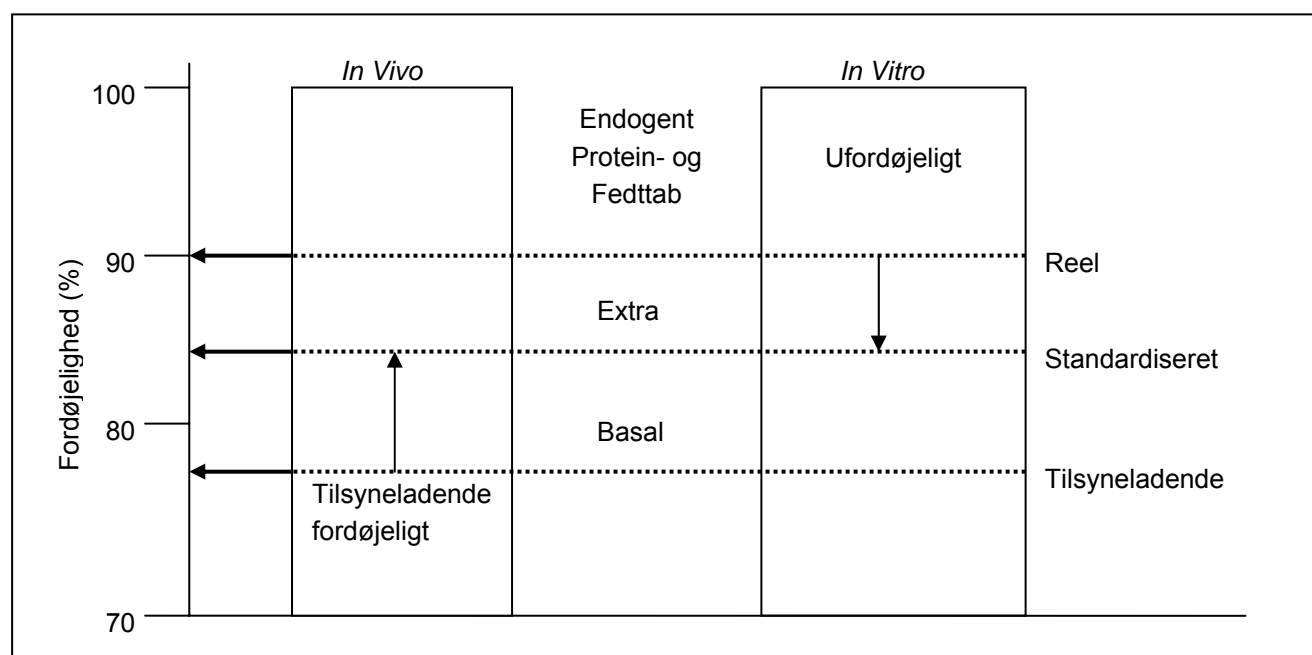 In Vivo
In Vitro
100
Endogent
Protein- og
Fedttab
Ufordøjeligt
90
Reel
Extra
Standardiseret
Fordøjelighed (%)
80
Basal
Tilsyneladende
Tilsyneladende
fordøjeligt
70